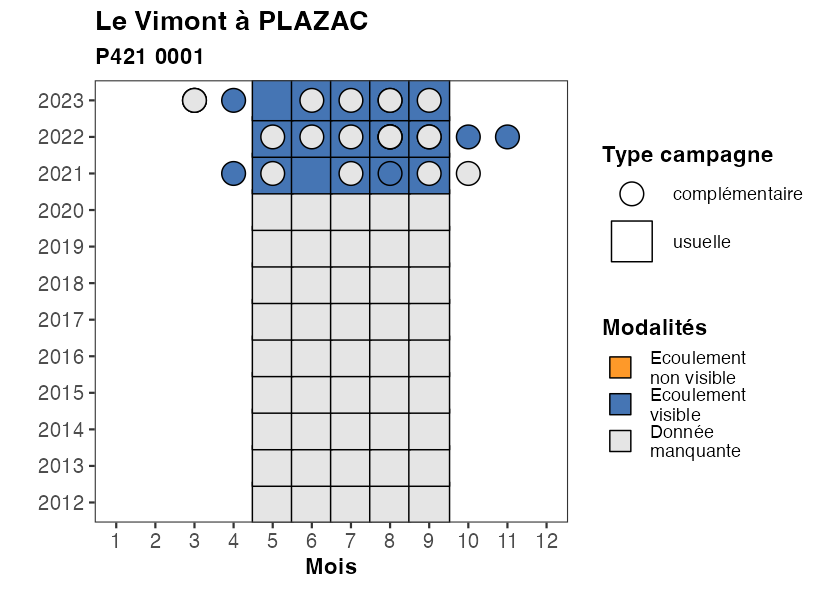 Le Vimont à PLAZAC
P421 0001
2023
2022
2021
2020
2019
2018
2017
2016
2015
2014
2013
2012
1 2 3 4 5 6 7 8 9 10 11 12
Mois
Type campagne
complémentaire
usuelle
Modalités
Ecoulement
non visible
Ecoulement
visible
Donnée
manquante